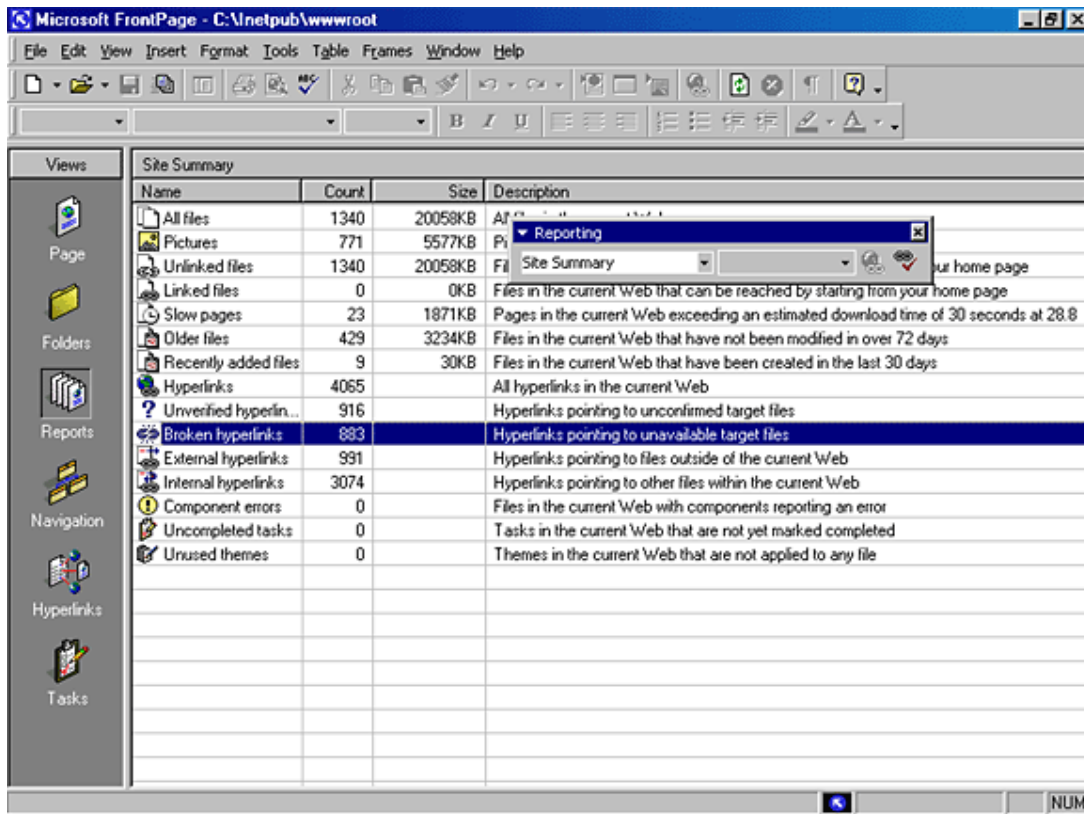 Microsoft FrontPage - C:\Inetpub\wwwroot
File Edit View Insert Format Tools Table Frames Window Help
B I U
Views
Site Summary
Name Count Size Description
All files 1340 20058KB
Pictures 771 5577KB Pi
Unlinked files 1340 20058KB Fil ur home page
Linked files 0 0KB Files in the current Web that can be reached by starting from your home page
Slow pages 23 1871KB Pages in the current Web exceeding an estimated download time of 30 seconds at 28.8
Older files 429 3234KB Files in the current Web that have not been modified in over 72 days
Recently added files 9 30KB Files in the current Web that have been created in the last 30 days
Hyperlinks 4065 All hyperlinks in the current Web
Unverified hyperlin... 916 Hyperlinks pointing to unconfirmed target files
Broken hyperlinks 883 Hyperlinks pointing to unavailable target files
External hyperlinks 991 Hyperlinks pointing to files outside of the current Web
Internal hyperlinks 3074 Hyperlinks pointing to other files within the current Web
Component errors 0 Files in the current Web with components reporting an error
Uncompleted tasks 0 Tasks in the current Web that are not yet marked completed
Unused themes 0 Themes in the current Web that are not applied to any file
Reporting
Site Summary
Page
Folders
Reports
Navigation
Hyperlinks
Tasks
NUM